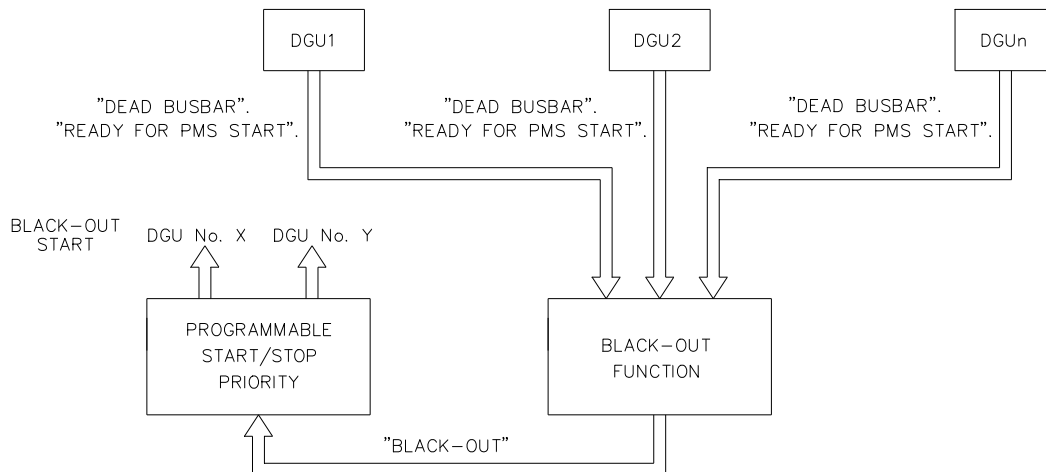 DGU1
DGU2
DGUn
"DEAD BUSBAR".
"READY FOR PMS START".
"DEAD BUSBAR".
"READY FOR PMS START".
"DEAD BUSBAR".
"READY FOR PMS START".
BLACK-OUT
START
DGU No. X
DGU No. Y
PROGRAMMABLE
START/STOP
PRIORITY
BLACK-OUT
FUNCTION
"BLACK-OUT"